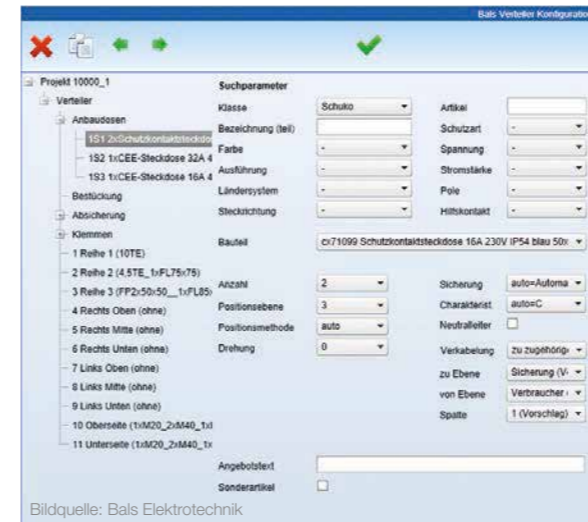 Bals Verteiler Konfiguratio
Projekt 10000_1
Verteiler
Anbaudosen
1S1 2xSchutzkontaktsteckdo
1S2 1xCEE-Steckdose 32A 4
1S3 1xCEE-Steckdose 16A 4
Bestückung
Absicherung
Klemmen
1 Reihe 1 (10TE)
2 Reihe 2 (4,5TE_1xFL75x75)
3 Reihe 3 (FP2x50x50__1xFL85
4 Rechts Oben (ohne)
5 Rechts Mitte (ohne)
6 Rechts Unten (ohne)
7 Links Oben (ohne)
8 Links Mitte (ohne)
9 Links Unten (ohne)
10 Oberseite (1xM20_2xM40_1x
11 Unterseite (1xM20_2xM40_1x
Suchparameter
Klasse Schuko Artikel
Bezeichnung (teil) Schutzart -
Farbe - Spannung -
Ausführung - Stromstärke -
Ländersystem - Pole -
Steckrichtung - Hilfskontakt -
Bauteil cx71099 Schutzkontaktsteckdose 16A 230V IP54 blau 50x
Anzahl 2 Sicherung auto=Automa
Positionsebene 3 Charakterist. auto=C
Positionsmethode auto Neutralleiter
Drehung 0 Verkabelung zu zugehörig
zu Ebene Sicherung (V-
von Ebene Verbraucher
Spalte 1 (Vorschlag)
Angebotstext
Sonderartikel
Bildquelle: Bals Elektrotechnik